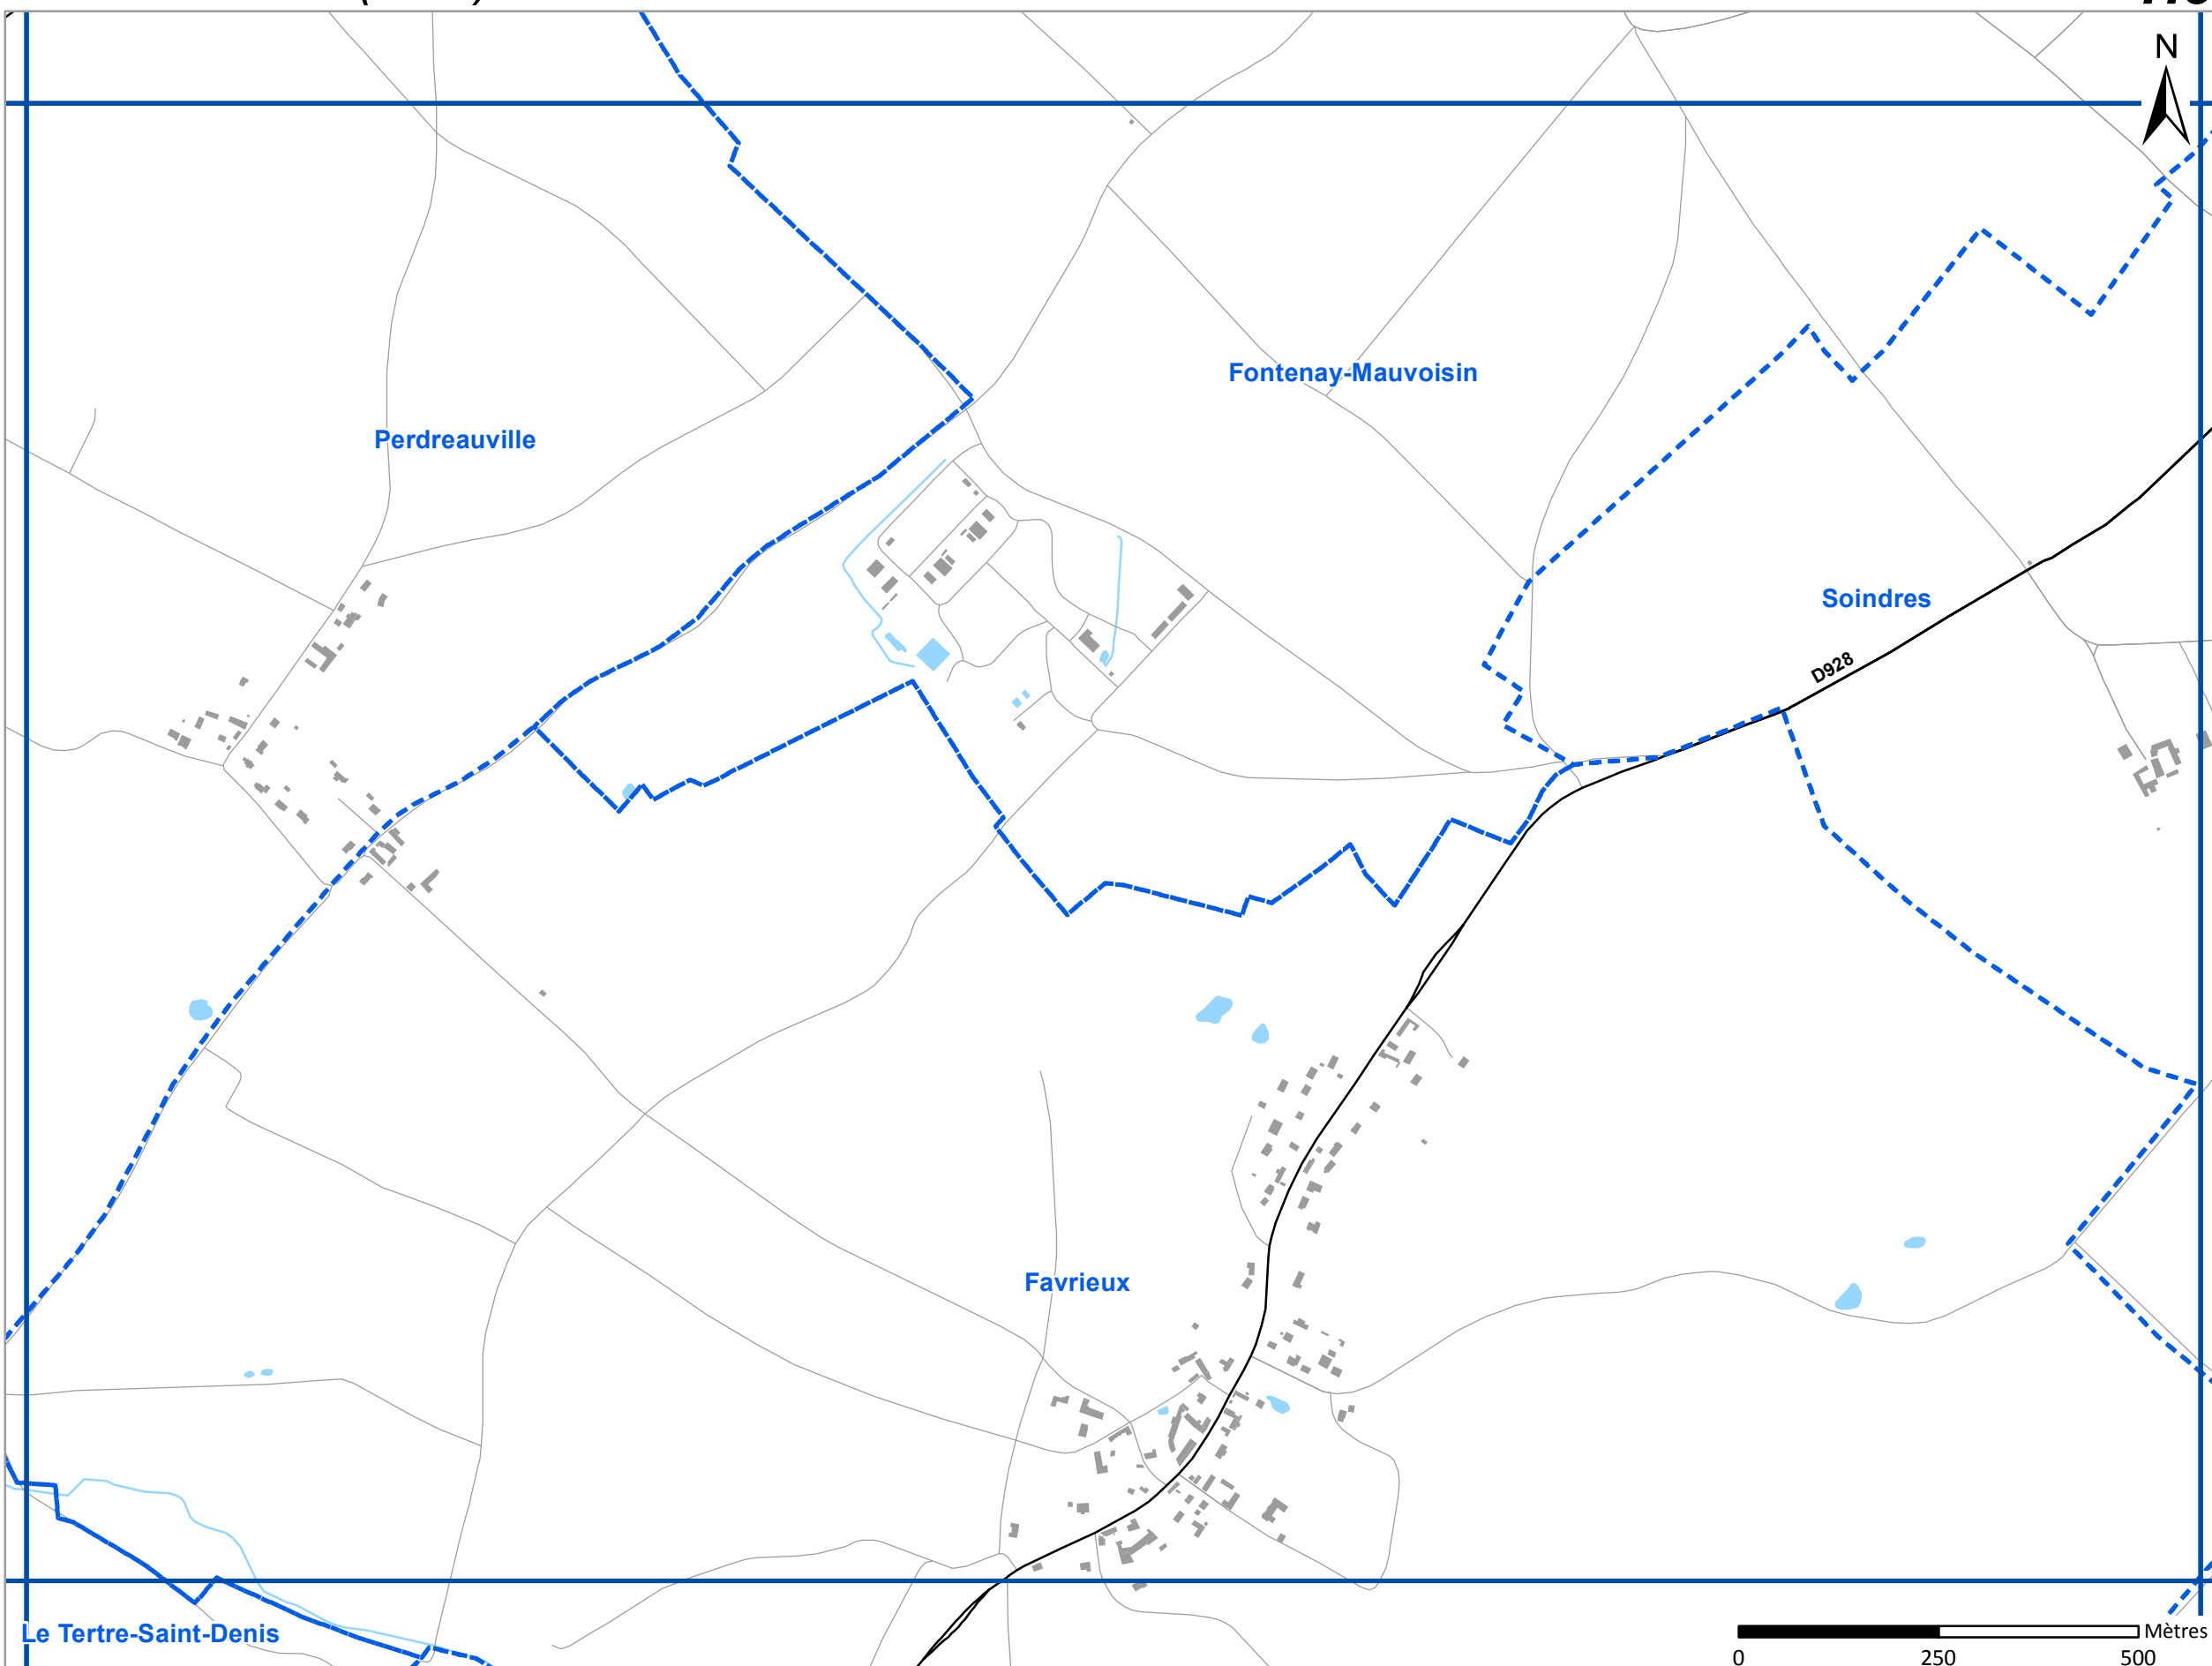 N
Fontenay-Mauvoisin
Perdreauville
Soindres
D928
Favrieux
Le Tertre-Saint-Denis
Mètres
0 250 500